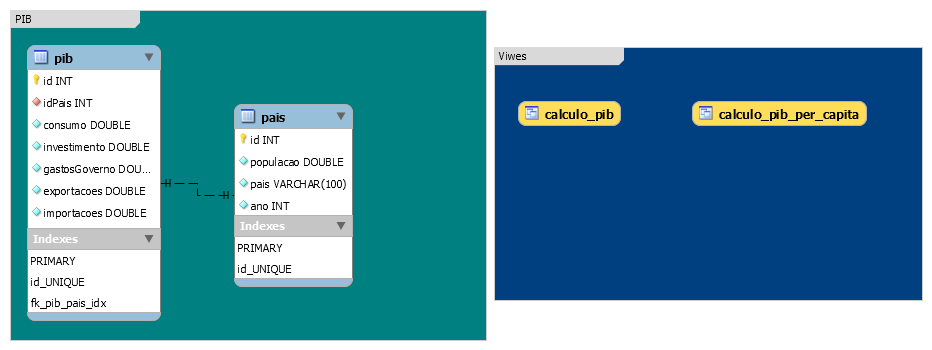 PIB
pib
id INT
idPais INT
consumo DOUBLE
investimento DOUBLE
gastosGoverno DOU...
exportacoes DOUBLE
importacoes DOUBLE
Indexes
PRIMARY
id_UNIQUE
fk_pib_pais_idx
pais
id INT
populacao DOUBLE
pais VARCHAR(100)
ano INT
Indexes
PRIMARY
id_UNIQUE
Viwes
calculo_pib
calculo_pib_per_capita